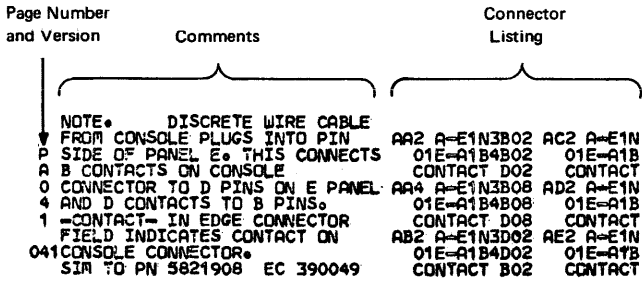 Page Number Connector
and Version Comments Listing
NOTE. DISCRETE WIRE CABLE
FROM CONSOLE PLUGS INTO PIN AA2 A-E1N3B02 AC2 A-E1N
P SIDE OF PANEL E. THIS CONNECTS 01E-A1B4B02 01E-A1B
A B CONTACTS ON CONSOLE CONTACT D02 CONTACT
0 CONNECTOR TO D PINS ON E PANEL AA4 A-E1N3B08 AD2 A-E1N
4 AND D CONTACTS TO B PINS. 01E-A1B4B08 01E-A1B
1 -CONTACT- IN EDGE CONNECTOR CONTACT D08 CONTACT
FIELD INDICATES CONTACT ON AB2 A-E1N3D02 AE2 A-E1N
041CONSOLE CONNECTOR. 01E-A1B4D02 01E-A1B
SIM TO PN 5821908 EC 390049 CONTACT B02 CONTACT